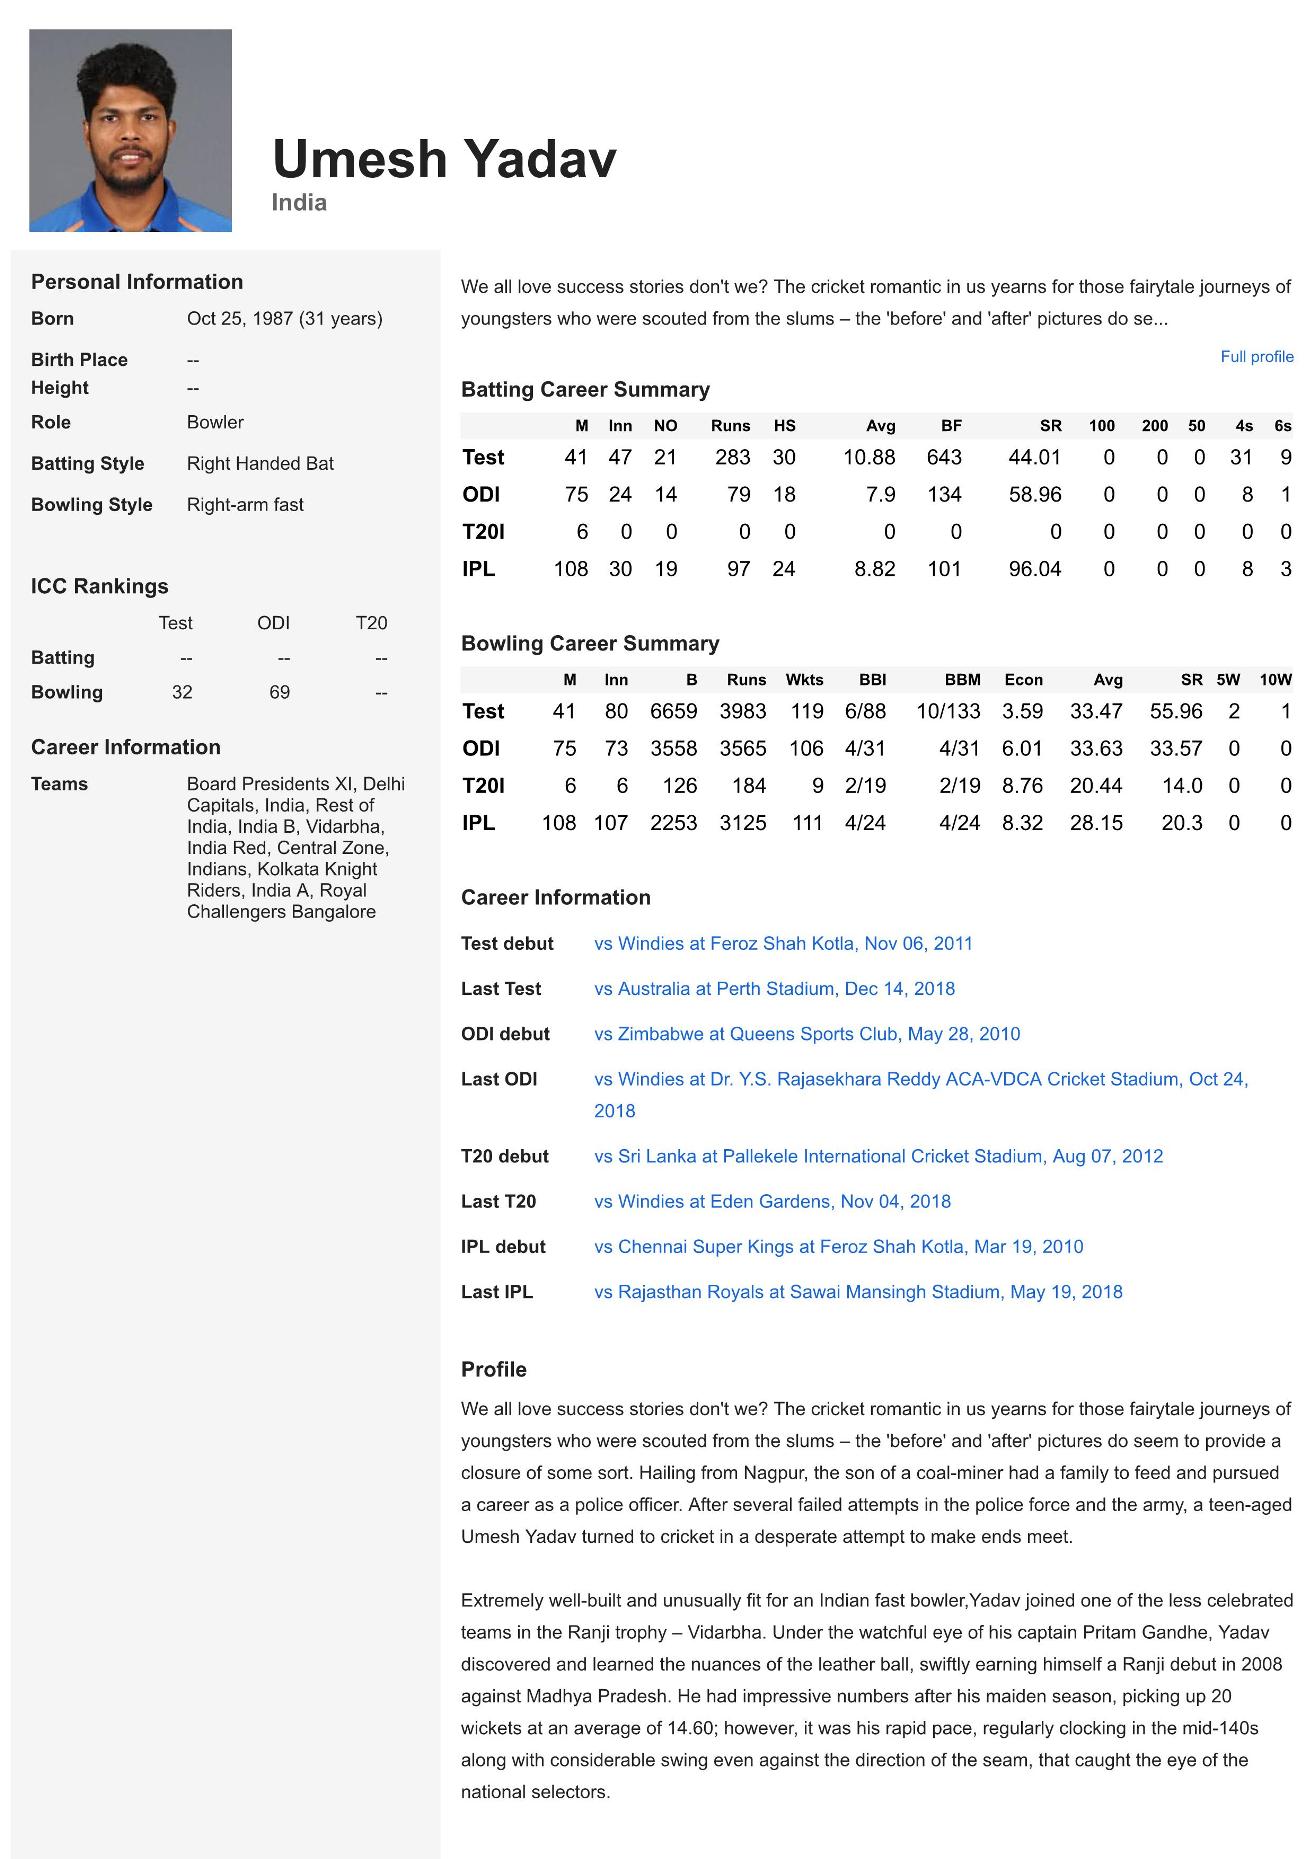 Umesh Yadav
India
Personal Information
Born Oct 25, 1987 (31 years)
Birth Place --
Height --
Role Bowler
Batting Style Right Handed Bat
Bowling Style Right-arm fast
ICC Rankings
Test ODI T20
Batting -- -- --
Bowling 32 69 --
Career Information
Teams Board Presidents XI, Delhi
Capitals, India, Rest of
India, India B, Vidarbha,
India Red, Central Zone,
Indians, Kolkata Knight
Riders, India A, Royal
Challengers Bangalore
We all love success stories don't we? The cricket romantic in us yearns for those fairytale journeys of
youngsters who were scouted from the slums – the 'before' and 'after' pictures do se...
Full profile
Batting Career Summary
M Inn NO Runs HS Avg BF SR 100 200 50 4s 6s
Test 41 47 21 283 30 10.88 643 44.01 0 0 0 31 9
ODI 75 24 14 79 18 7.9 134 58.96 0 0 0 8 1
T20I 6 0 0 0 0 0 0 0 0 0 0 0 0
IPL 108 30 19 97 24 8.82 101 96.04 0 0 0 8 3
Bowling Career Summary
M Inn B Runs Wkts BBI BBM Econ Avg SR 5W 10W
Test 41 80 6659 3983 119 6/88 10/133 3.59 33.47 55.96 2 1
ODI 75 73 3558 3565 106 4/31 4/31 6.01 33.63 33.57 0 0
T20I 6 6 126 184 9 2/19 2/19 8.76 20.44 14.0 0 0
IPL 108 107 2253 3125 111 4/24 4/24 8.32 28.15 20.3 0 0
Career Information
Test debut vs Windies at Feroz Shah Kotla, Nov 06, 2011
Last Test vs Australia at Perth Stadium, Dec 14, 2018
ODI debut vs Zimbabwe at Queens Sports Club, May 28, 2010
Last ODI vs Windies at Dr. Y.S. Rajasekhara Reddy ACA-VDCA Cricket Stadium, Oct 24,
2018
T20 debut vs Sri Lanka at Pallekele International Cricket Stadium, Aug 07, 2012
Last T20 vs Windies at Eden Gardens, Nov 04, 2018
IPL debut vs Chennai Super Kings at Feroz Shah Kotla, Mar 19, 2010
Last IPL vs Rajasthan Royals at Sawai Mansingh Stadium, May 19, 2018
Profile
We all love success stories don't we? The cricket romantic in us yearns for those fairytale journeys of
youngsters who were scouted from the slums – the 'before' and 'after' pictures do seem to provide a
closure of some sort. Hailing from Nagpur, the son of a coal-miner had a family to feed and pursued
a career as a police officer. After several failed attempts in the police force and the army, a teen-aged
Umesh Yadav turned to cricket in a desperate attempt to make ends meet.
Extremely well-built and unusually fit for an Indian fast bowler,Yadav joined one of the less celebrated
teams in the Ranji trophy – Vidarbha. Under the watchful eye of his captain Pritam Gandhe, Yadav
discovered and learned the nuances of the leather ball, swiftly earning himself a Ranji debut in 2008
against Madhya Pradesh. He had impressive numbers after his maiden season, picking up 20
wickets at an average of 14.60; however, it was his rapid pace, regularly clocking in the mid-140s
along with considerable swing even against the direction of the seam, that caught the eye of the
national selectors.